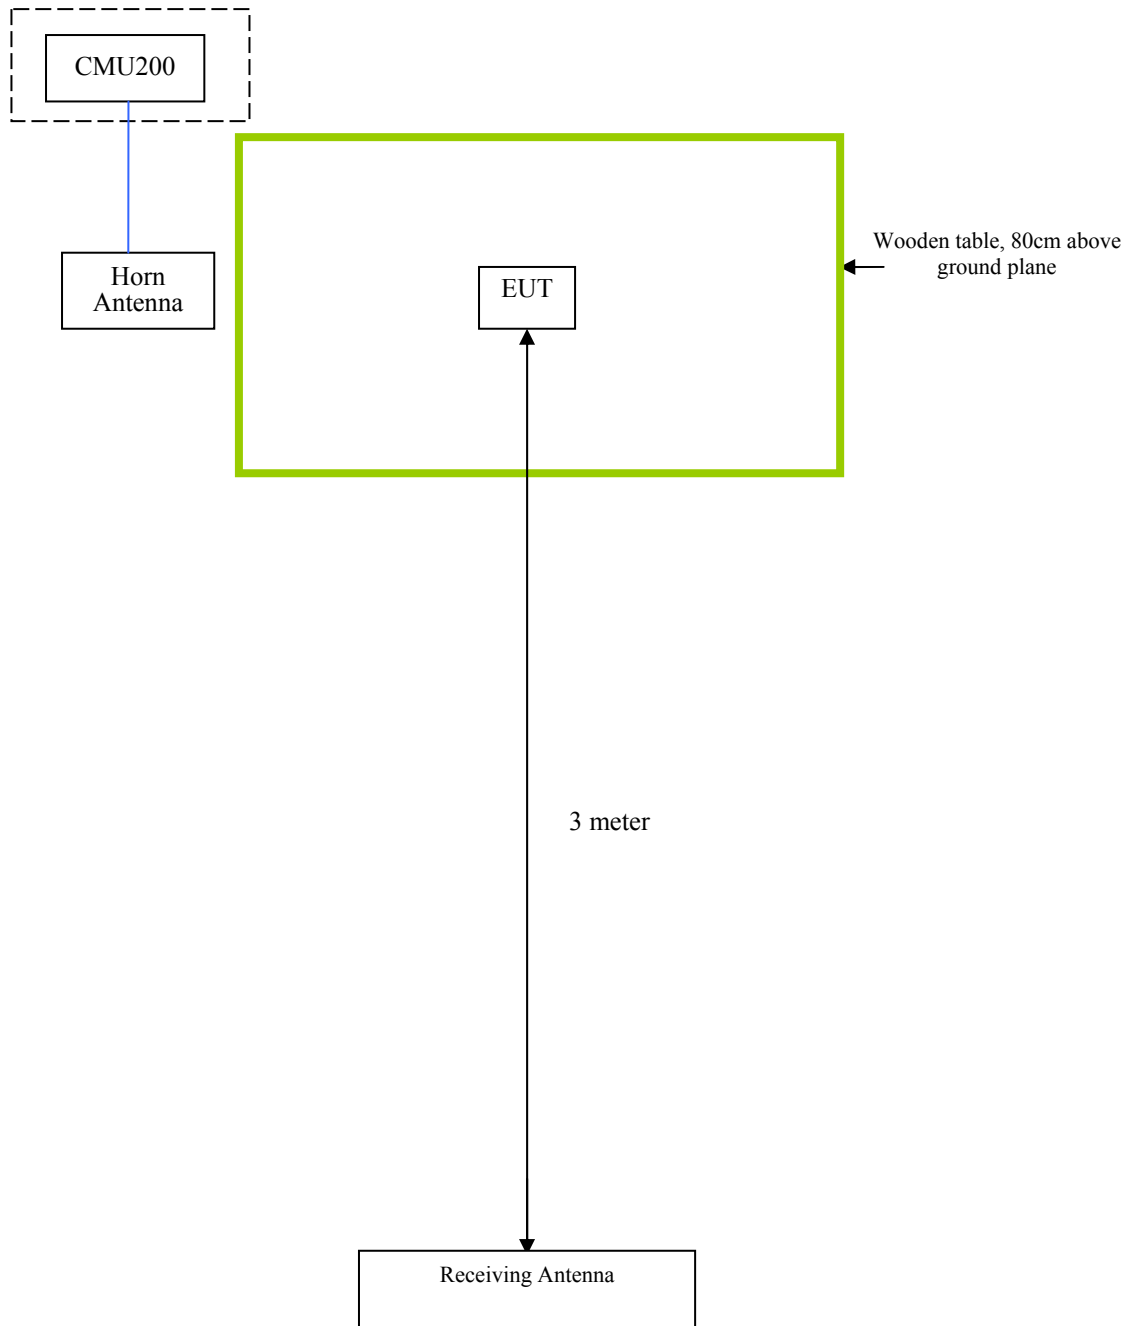 CMU200
Wooden table, 80cm above
ground plane
Horn
Antenna
EUT
3 meter
Receiving Antenna